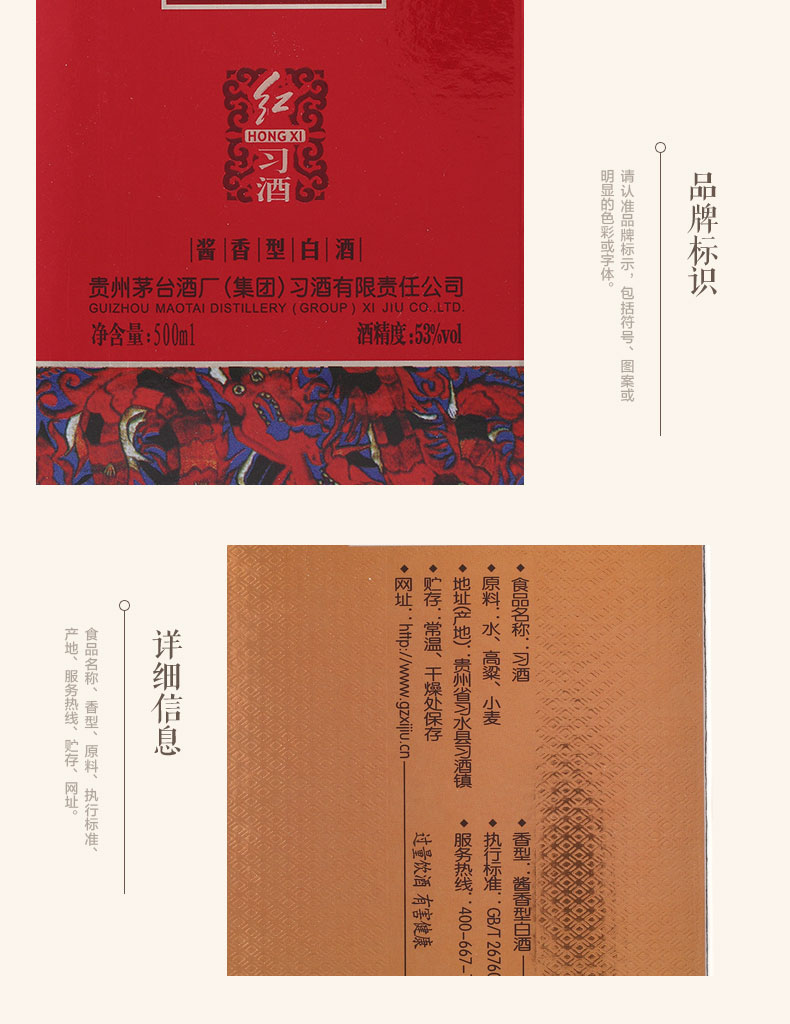 红
HONG XI
习
酒
酱香型白酒
贵州茅台酒厂(集团)习酒有限责任公司
GUIZHOU MAOTAI DISTILLERY (GROUP) XI JIU CO.,LTD.
净含量:500ml
酒精度:53%vol
品牌标识
请认准品牌标示,包括符号、图案或
明显的色彩或字体。
详细信息
食品名称、香型、原料、执行标准、
产地、服务热线、贮存、网址。
◆食品名称:习酒
◆香型:酱香型白酒
◆原料:水、高粱、小麦
◆执行标准:GB/T 26760
◆地址(产地):贵州省习水县习酒镇
◆服务热线:400-667-
◆贮存:常温、干燥处保存
◆网址:http://www.gzxijiu.cn
过量饮酒 有害健康